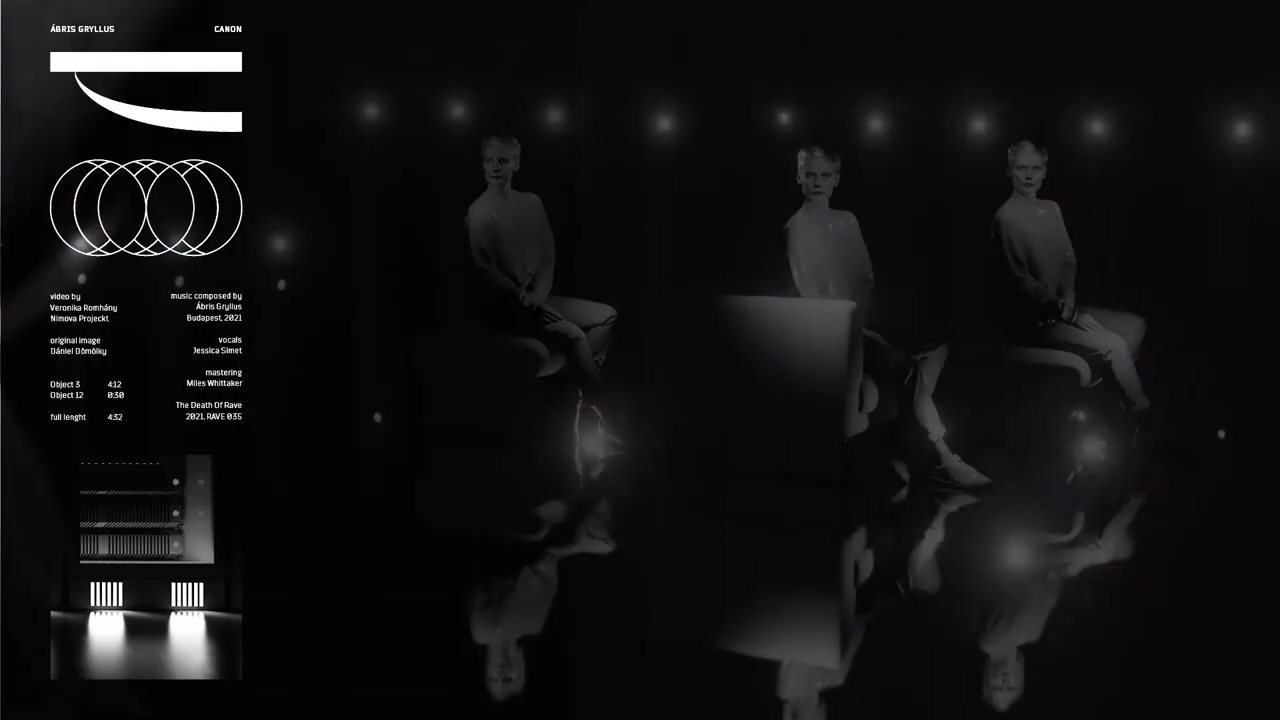 ÁBRIS GRYLLUS
CANON
video by
Veronika Romhány
Nimova Projeckt
original image
Dániel Dömölky
Object 3 4:12
Object 12 0:30
full lenght 4:32
music composed by
Ábris Gryllus
Budapest, 2021
vocals
Jessica Simet
mastering
Miles Whittaker
The Death Of Rave
2021, RAVE 035